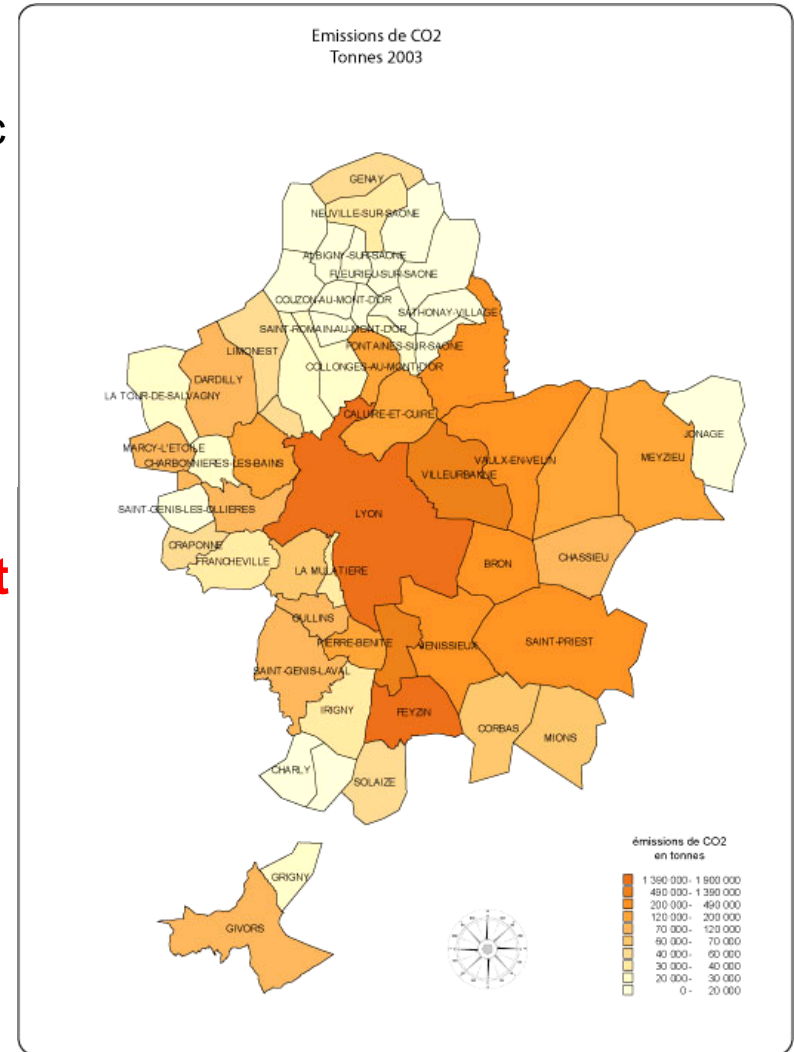 Emissions de CO2
Tonnes 2003
c
GENAY
NEUVILLE-SUR-SAONE
ALBIGNY-SUR-SAONE
FLEURIEU-SUR-SAONE
COUZON-AU-MONT-D'OR
SATHONAY-VILLAGE
SAINT-ROMAIN-AU-MONT-D'OR
FONTAINES-SUR-SAONE
LIMONEST
COLLONGES-AU-MONT-D'OR
DARDILLY
LA TOUR-DE-SALVAGNY
CALUIRE-ET-CUIRE
JONAGE
MARCY-L'ETOILE
CHARBONNIERES-LES-BAINS
VAULX-EN-VELIN
MEYZIEU
VILLEURBANNE
SAINT-GENIS-LES-OLLIERES
LYON
CRAPONNE
FRANCHEVILLE
LA MULATIERE
BRON
CHASSIEU
t
OULLINS
PIERRE-BENITE
VENISSIEUX
SAINT-PRIEST
SAINT-GENIS-LAVAL
IRIGNY
FEYZIN
CORBAS
MIONS
CHARLY
SOLAIZE
GRIGNY
GIVORS
émissions de CO2
en tonnes
1 390 000- 1 900 000
490 000- 1 390 000
200 000- 490 000
120 000- 200 000
70 000- 120 000
60 000- 70 000
40 000- 60 000
30 000- 40 000
20 000- 30 000
0- 20 000